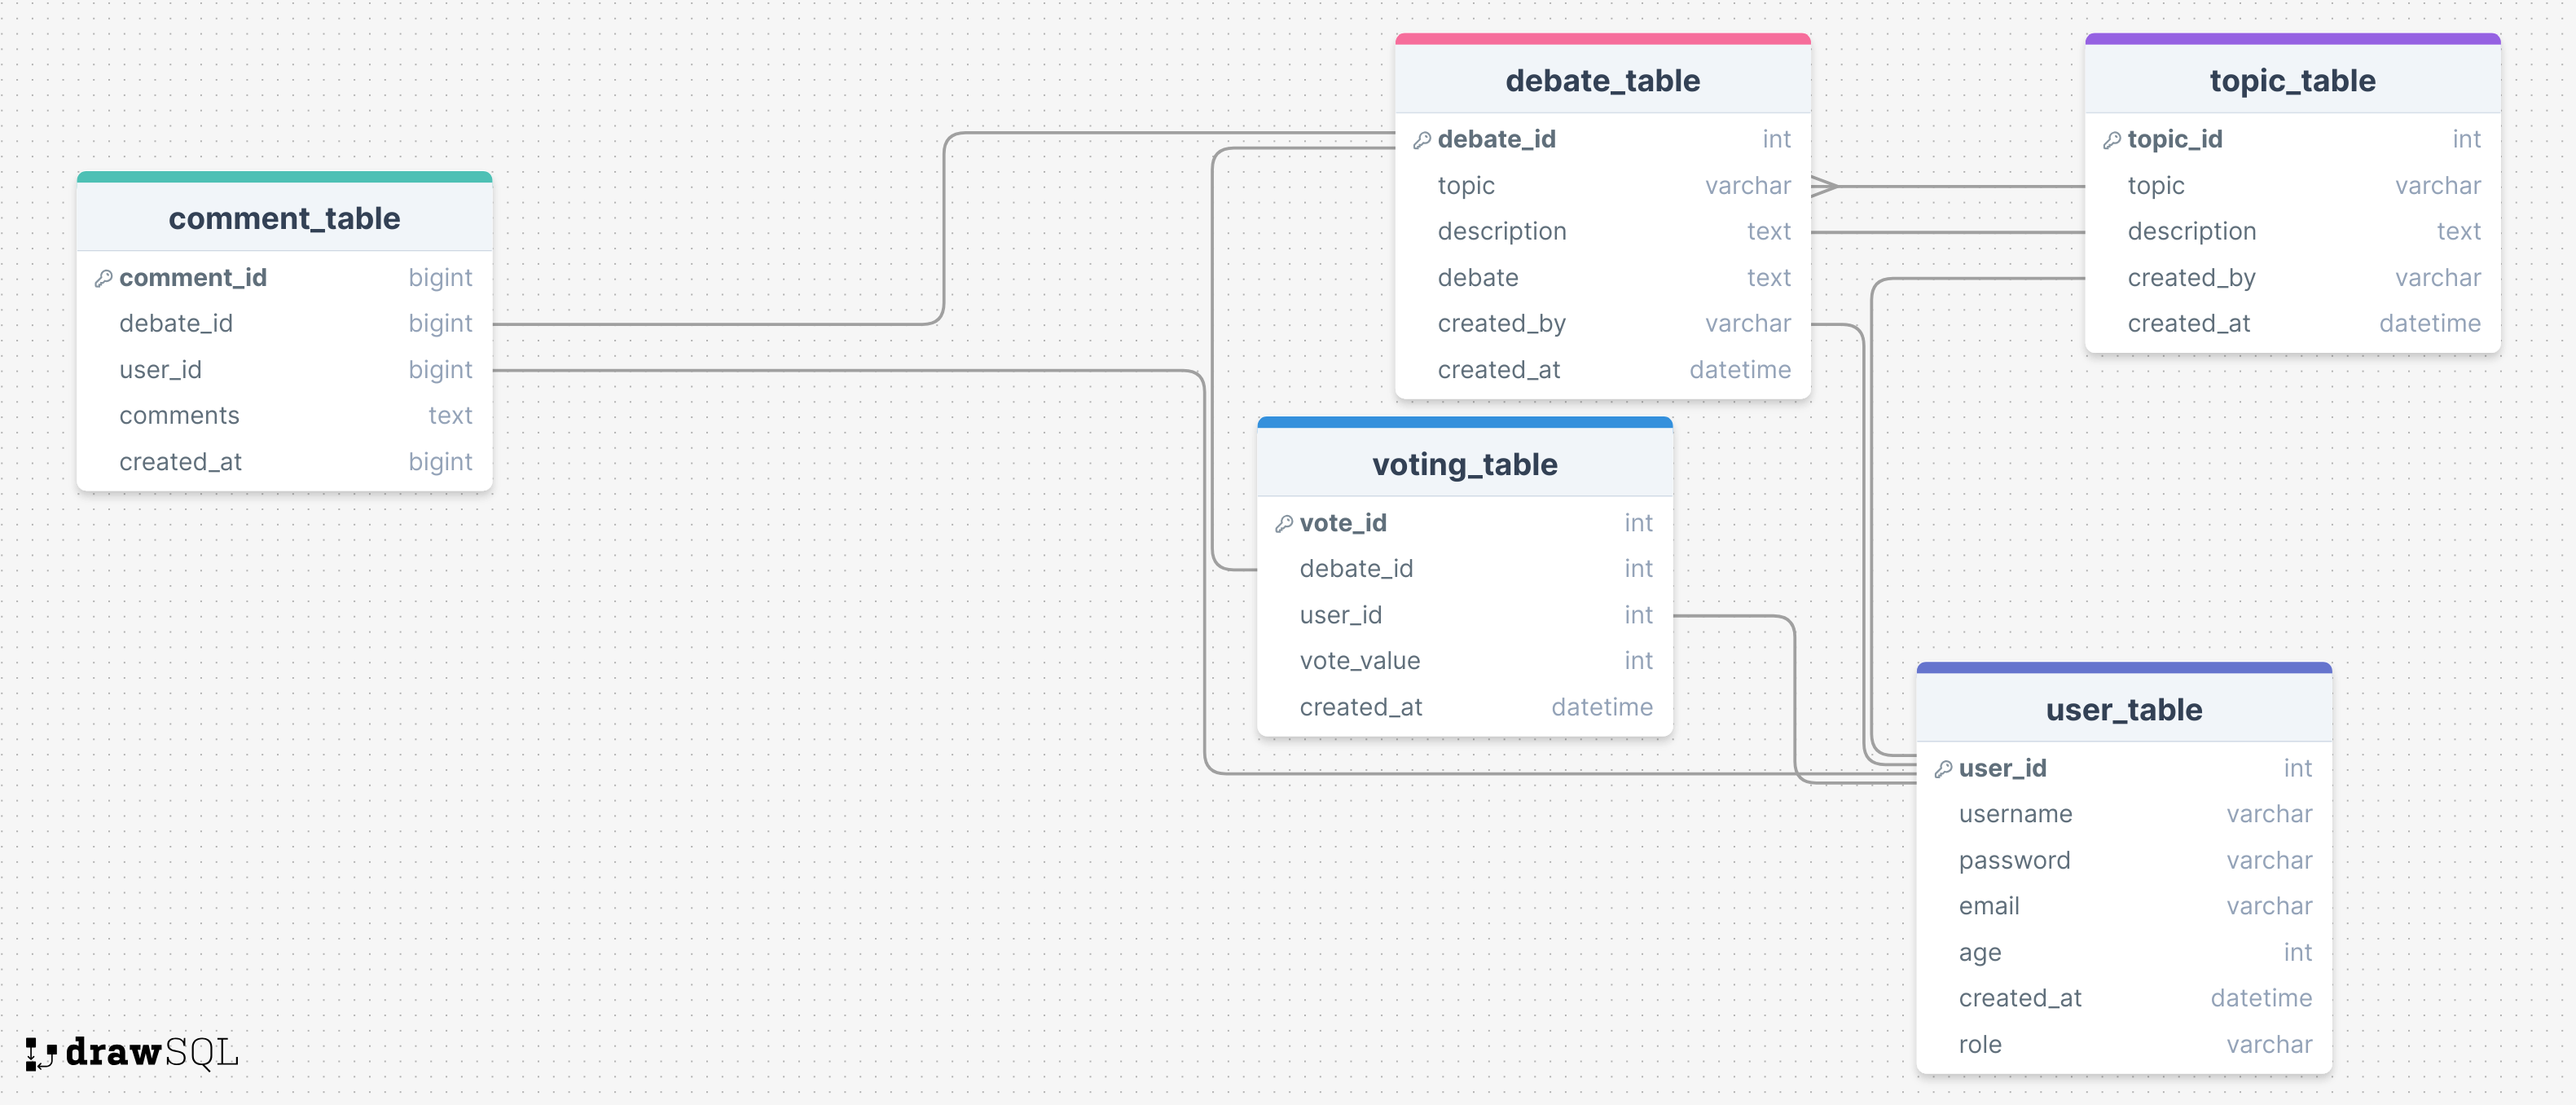 debate_table
debate_id int
topic varchar
description text
debate text
created_by varchar
created_at datetime
topic_table
topic_id int
topic varchar
description text
created_by varchar
created_at datetime
comment_table
comment_id bigint
debate_id bigint
user_id bigint
comments text
created_at bigint
voting_table
vote_id int
debate_id int
user_id int
vote_value int
created_at datetime
user_table
user_id int
username varchar
password varchar
email varchar
age int
created_at datetime
role varchar
drawSQL